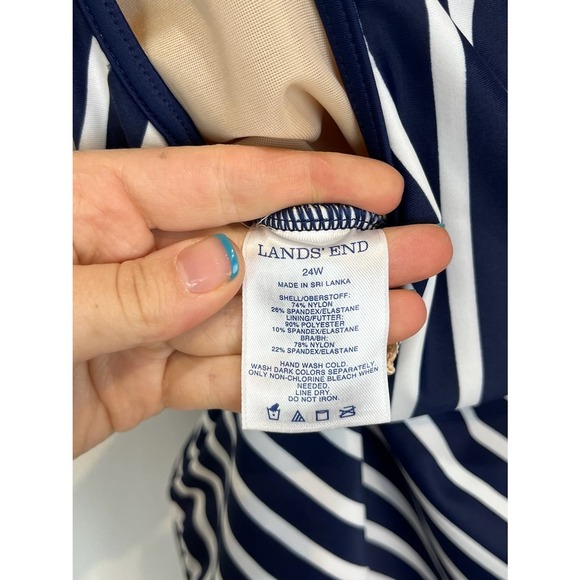 LANDS' END
24W
MADE IN SRI LANKA
SHELL/OBERSTOFF:
74% NYLON
26% SPANDEX/ELASTANE
LINING/FUTTER:
90% POLYESTER
10% SPANDEX/ELASTANE
BRA/BH:
78% NYLON
22% SPANDEX/ELASTANE
HAND WASH COLD.
WASH DARK COLORS SEPARATELY.
ONLY NON-CHLORINE BLEACH WHEN
NEEDED.
LINE DRY.
DO NOT IRON.